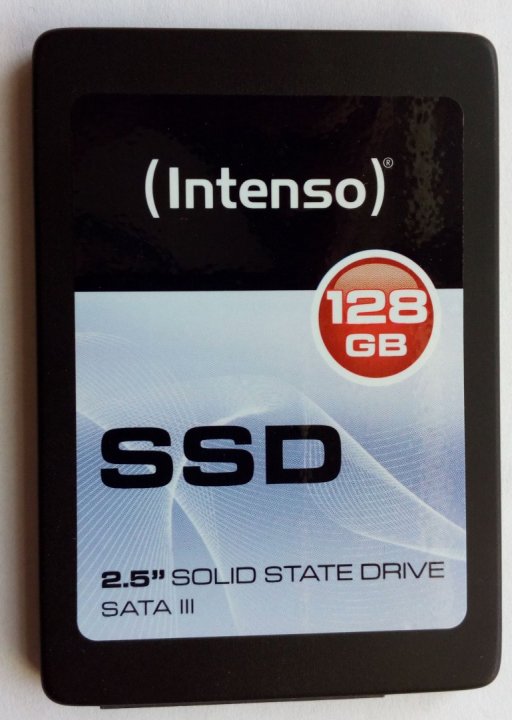 (Intenso)®
128
GB
SSD
2.5" SOLID STATE DRIVE
SATA III